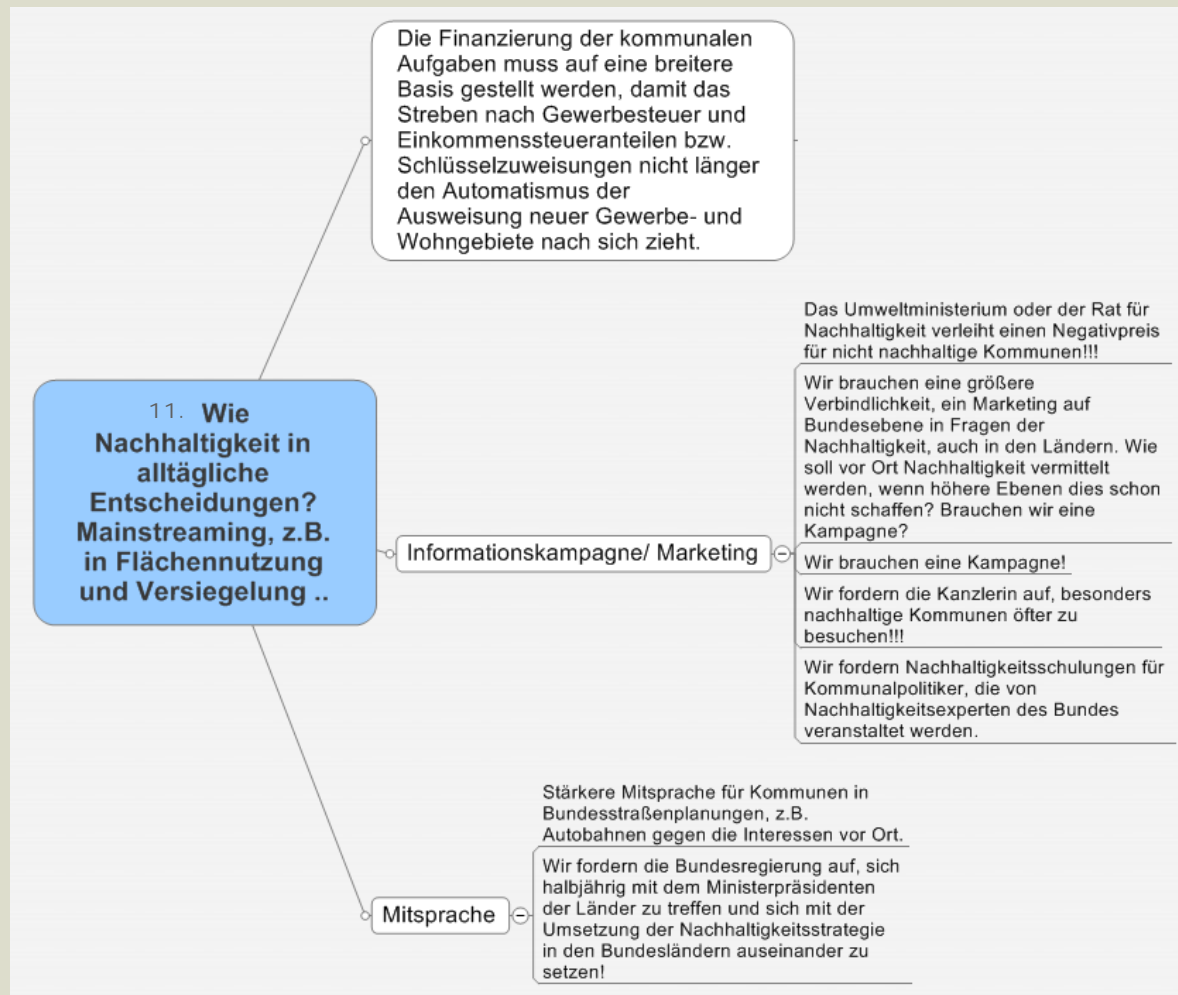 Die Finanzierung der kommunalen
Aufgaben muss auf eine breitere
Basis gestellt werden, damit das
Streben nach Gewerbesteuer und
Einkommenssteueranteilen bzw.
Schlüsselzuweisungen nicht länger
den Automatismus der
Ausweisung neuer Gewerbe- und
Wohngebiete nach sich zieht.
11. Wie
Nachhaltigkeit in
alltägliche
Entscheidungen?
Mainstreaming, z.B.
in Flächennutzung
und Versiegelung ..
Informationskampagne/ Marketing
Das Umweltministerium oder der Rat für
Nachhaltigkeit verleiht einen Negativpreis
für nicht nachhaltige Kommunen!!!
Wir brauchen eine größere
Verbindlichkeit, ein Marketing auf
Bundesebene in Fragen der
Nachhaltigkeit, auch in den Ländern. Wie
soll vor Ort Nachhaltigkeit vermittelt
werden, wenn höhere Ebenen dies schon
nicht schaffen? Brauchen wir eine
Kampagne?
Wir brauchen eine Kampagne!
Wir fordern die Kanzlerin auf, besonders
nachhaltige Kommunen öfter zu
besuchen!!!
Wir fordern Nachhaltigkeitsschulungen für
Kommunalpolitiker, die von
Nachhaltigkeitsexperten des Bundes
veranstaltet werden.
Mitsprache
Stärkere Mitsprache für Kommunen in
Bundesstraßenplanungen, z.B.
Autobahnen gegen die Interessen vor Ort.
Wir fordern die Bundesregierung auf, sich
halbjährig mit dem Ministerpräsidenten
der Länder zu treffen und sich mit der
Umsetzung der Nachhaltigkeitsstrategie
in den Bundesländern auseinander zu
setzen!